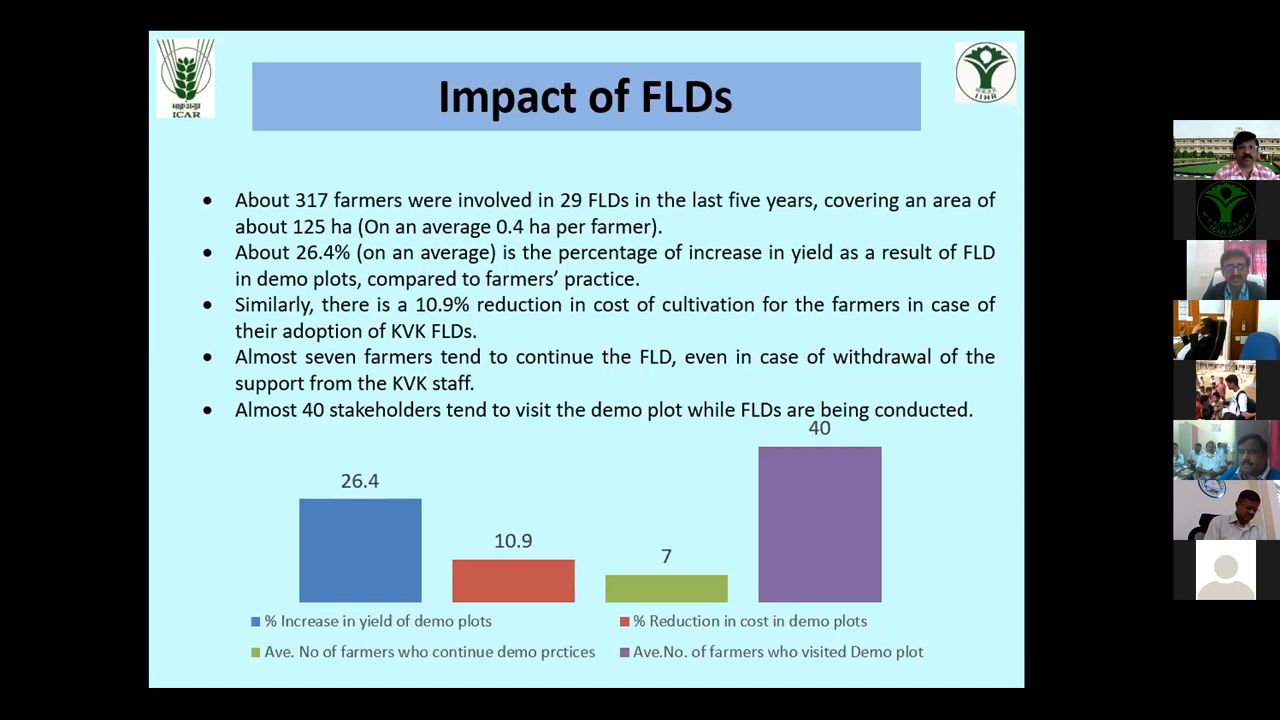 Impact of FLDs
ICAR
IIHR
• About 317 farmers were involved in 29 FLDs in the last five years, covering an area of
about 125 ha (On an average 0.4 ha per farmer).
• About 26.4% (on an average) is the percentage of increase in yield as a result of FLD
in demo plots, compared to farmers’ practice.
• Similarly, there is a 10.9% reduction in cost of cultivation for the farmers in case of
their adoption of KVK FLDs.
• Almost seven farmers tend to continue the FLD, even in case of withdrawal of the
support from the KVK staff.
• Almost 40 stakeholders tend to visit the demo plot while FLDs are being conducted.
40
26.4
10.9
7
% Increase in yield of demo plots
% Reduction in cost in demo plots
Ave. No of farmers who continue demo prctices
Ave.No. of farmers who visited Demo plot
ICAR IIHR